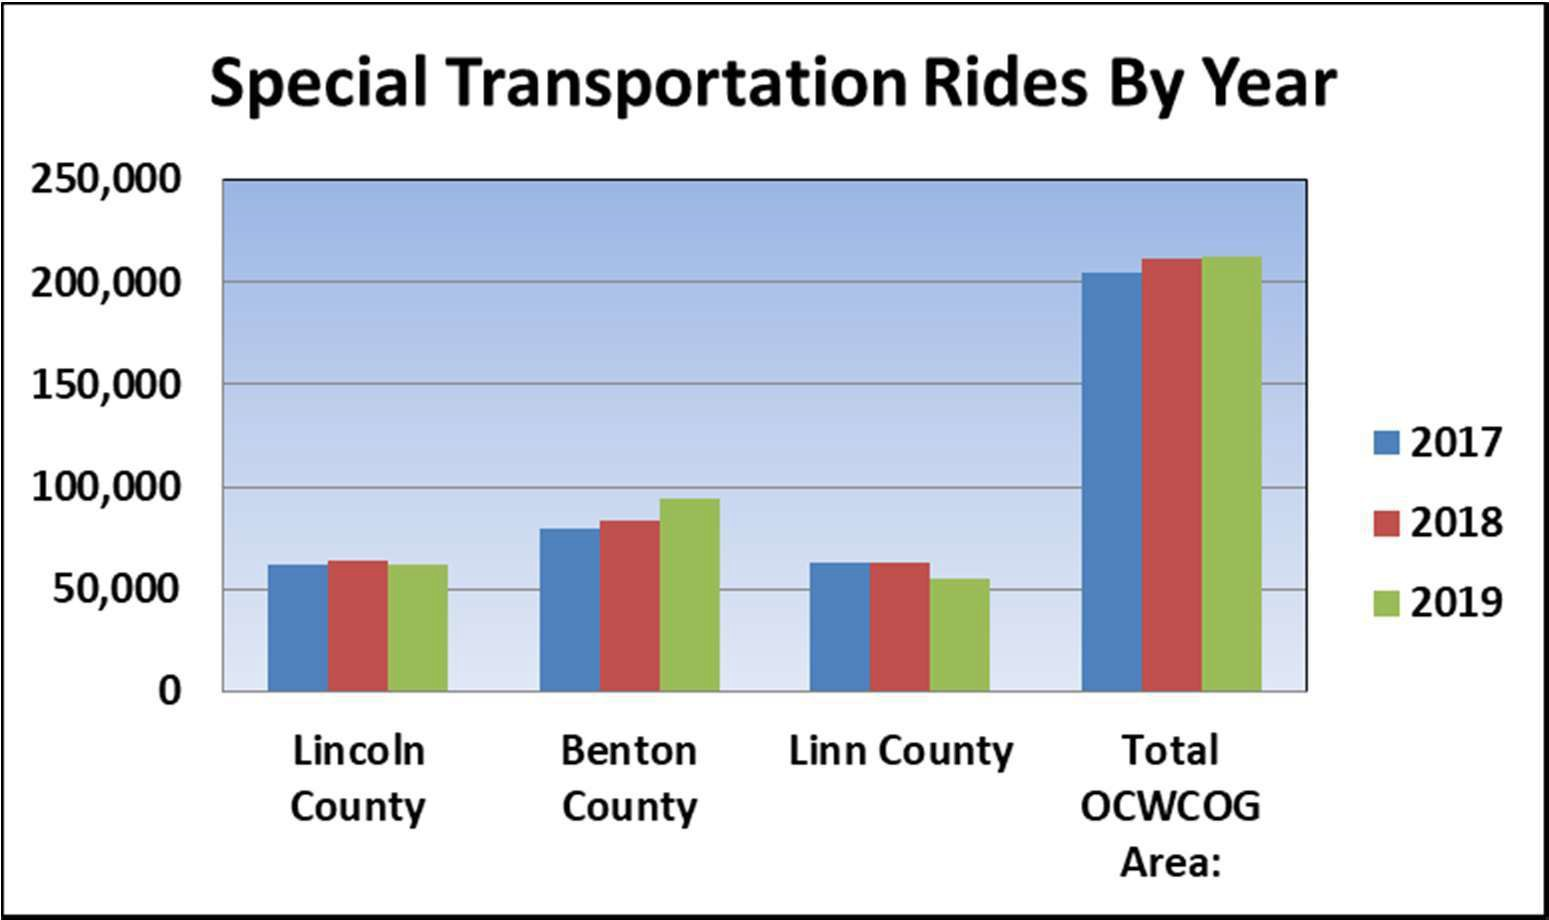 Special Transportation Rides By Year
250,000
200,000
150,000
100,000
50,000
0
Lincoln
County
Benton
County
Linn County
Total
OCWCOG
Area:
2017
2018
2019